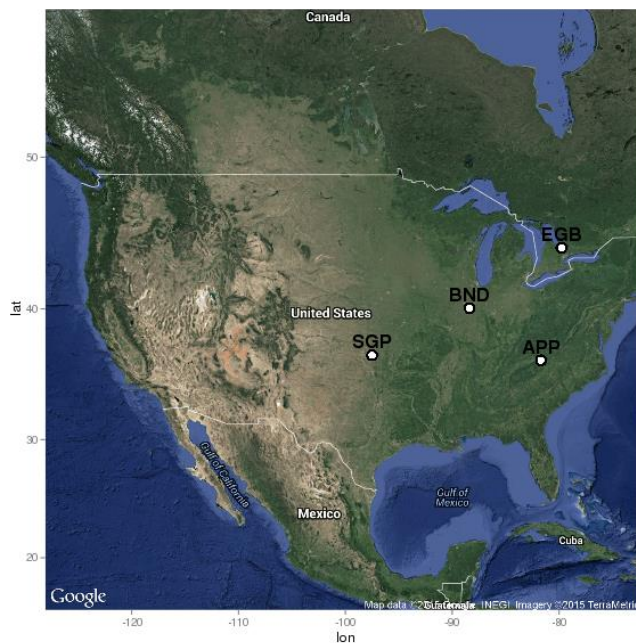 Canada
50
EGB
BND
40
United States
SGP
APP
lat
30
Gulf of California
Gulf of
Mexico
Mexico
Cuba
20
Google
Map data ©2015 Google, INEGI Imagery ©2015 TerraMetrics
Guatemala
-120
-110
-100
-90
-80
lon